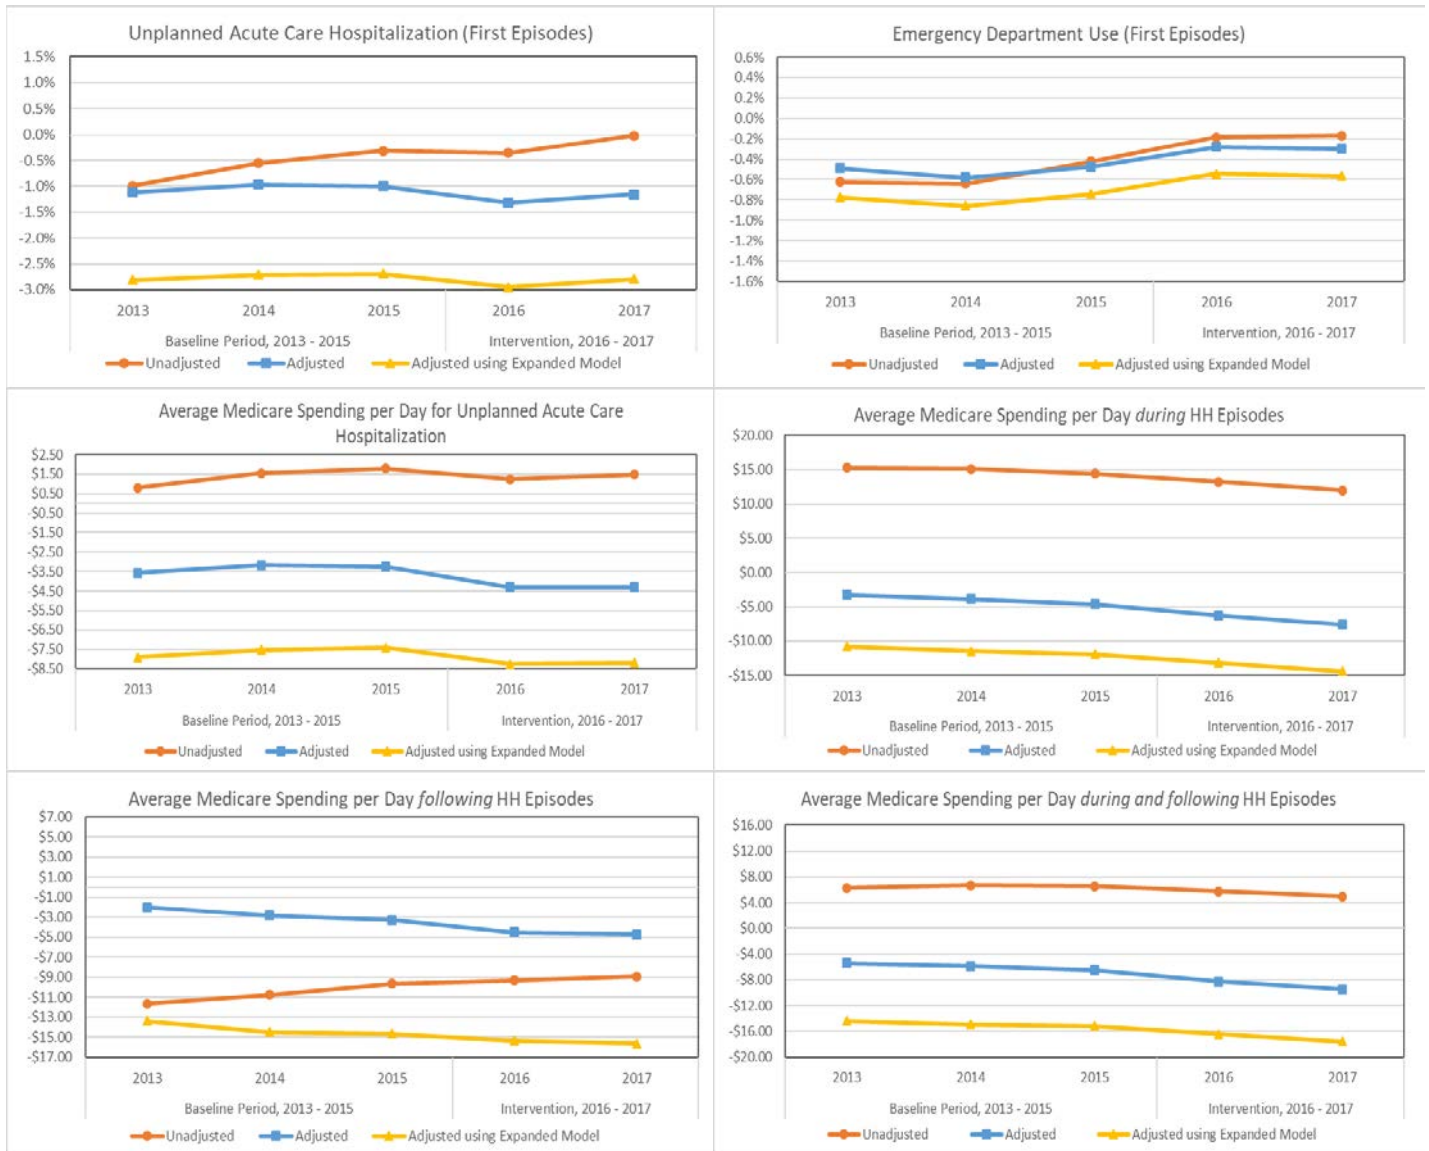 Unplanned Acute Care Hospitalization (First Episodes)
1.5%
1.0%
0.5%
0.0%
-0.5%
-1.0%
-1.5%
-2.0%
-2.5%
-3.0%
2013 2014 2015 2016 2017
Baseline Period, 2013 - 2015 Intervention, 2016 - 2017
Unadjusted Adjusted Adjusted using Expanded Model
Emergency Department Use (First Episodes)
0.6%
0.4%
0.2%
0.0%
-0.2%
-0.4%
-0.6%
-0.8%
-1.0%
-1.2%
-1.4%
-1.6%
2013 2014 2015 2016 2017
Baseline Period, 2013 - 2015 Intervention, 2016 - 2017
Unadjusted Adjusted Adjusted using Expanded Model
Average Medicare Spending per Day for Unplanned Acute Care
Hospitalization
$2.50
$1.50
$0.50
-$0.50
-$1.50
-$2.50
-$3.50
-$4.50
-$5.50
-$6.50
-$7.50
-$8.50
2013 2014 2015 2016 2017
Baseline Period, 2013 - 2015 Intervention, 2016 - 2017
Unadjusted Adjusted Adjusted using Expanded Model
Average Medicare Spending per Day during HH Episodes
$20.00
$15.00
$10.00
$5.00
$0.00
-$5.00
-$10.00
-$15.00
2013 2014 2015 2016 2017
Baseline Period, 2013 - 2015 Intervention, 2016 - 2017
Unadjusted Adjusted Adjusted using Expanded Model
Average Medicare Spending per Day following HH Episodes
$7.00
$5.00
$3.00
$1.00
-$1.00
-$3.00
-$5.00
-$7.00
-$9.00
-$11.00
-$13.00
-$15.00
-$17.00
2013 2014 2015 2016 2017
Baseline Period, 2013 - 2015 Intervention, 2016 - 2017
Unadjusted Adjusted Adjusted using Expanded Model
Average Medicare Spending per Day during and following HH Episodes
$16.00
$12.00
$8.00
$4.00
$0.00
-$4.00
-$8.00
-$12.00
-$16.00
-$20.00
2013 2014 2015 2016 2017
Baseline Period, 2013 - 2015 Intervention, 2016 - 2017
Unadjusted Adjusted Adjusted using Expanded Model